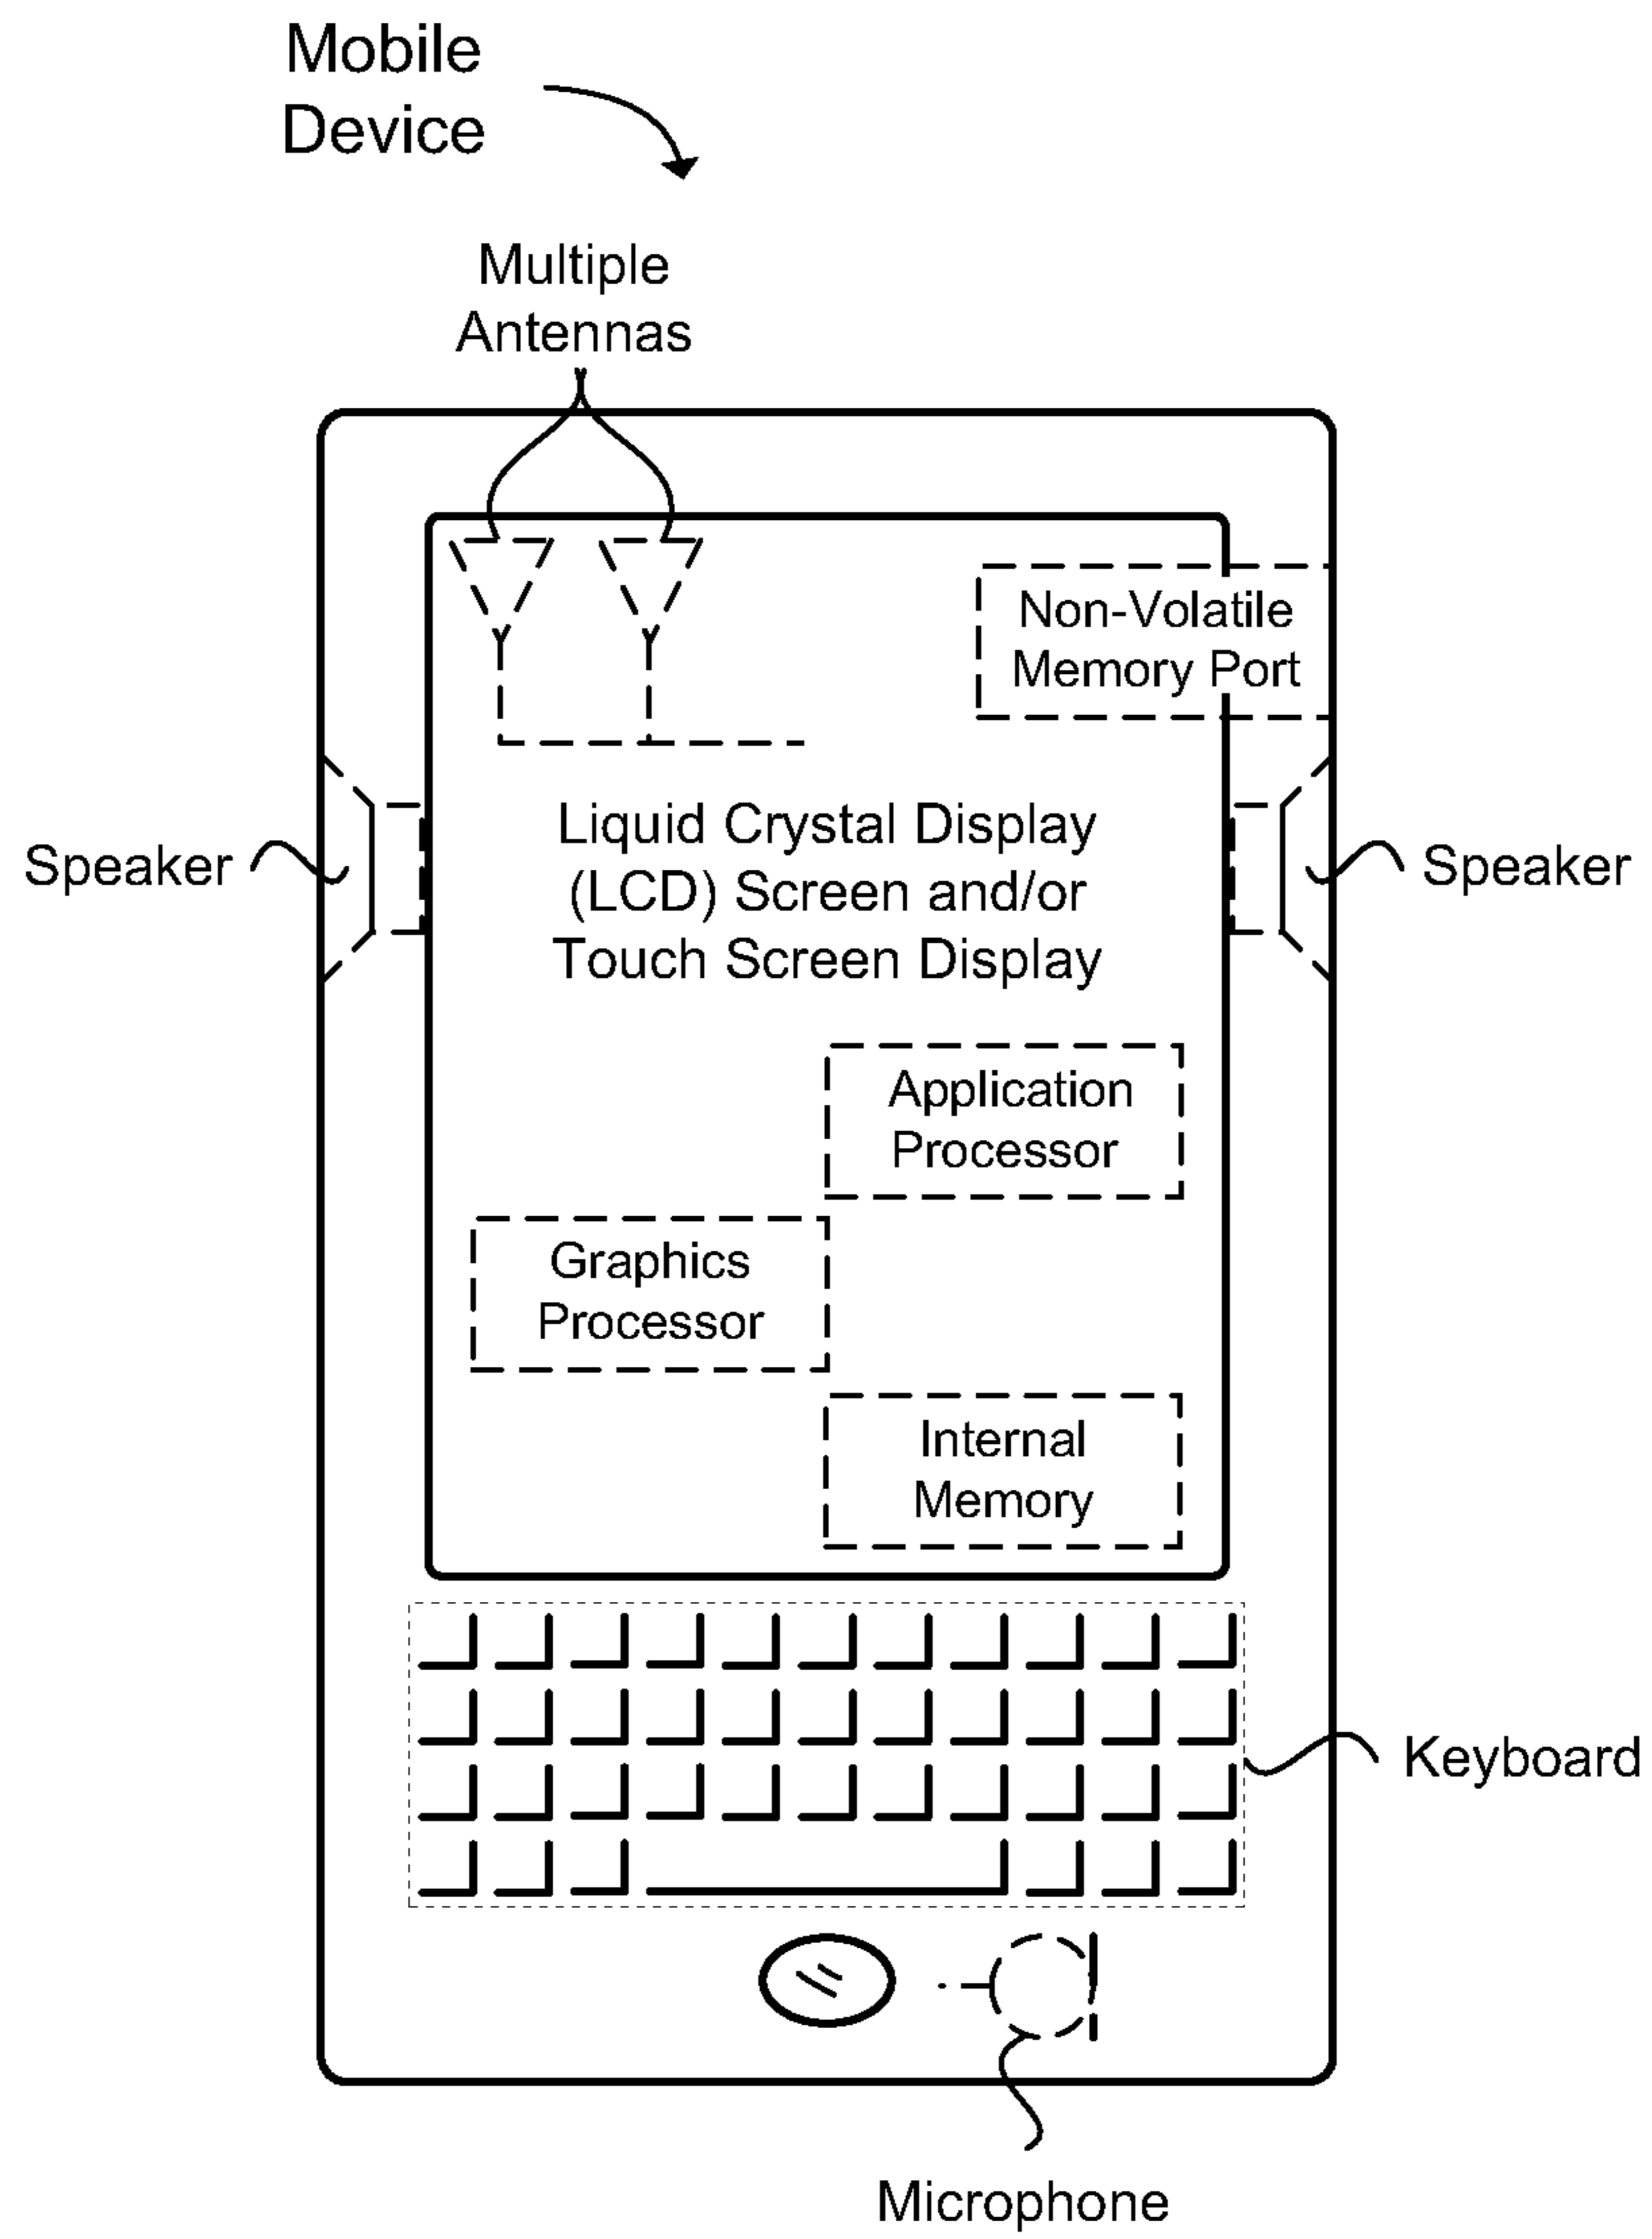 Mobile
Device
Multiple
Antennas
Non-Volatile
Memory Port
Speaker
Liquid Crystal Display
(LCD) Screen and/or
Touch Screen Display
Speaker
Application
Processor
Graphics
Processor
Internal
Memory
Keyboard
Microphone